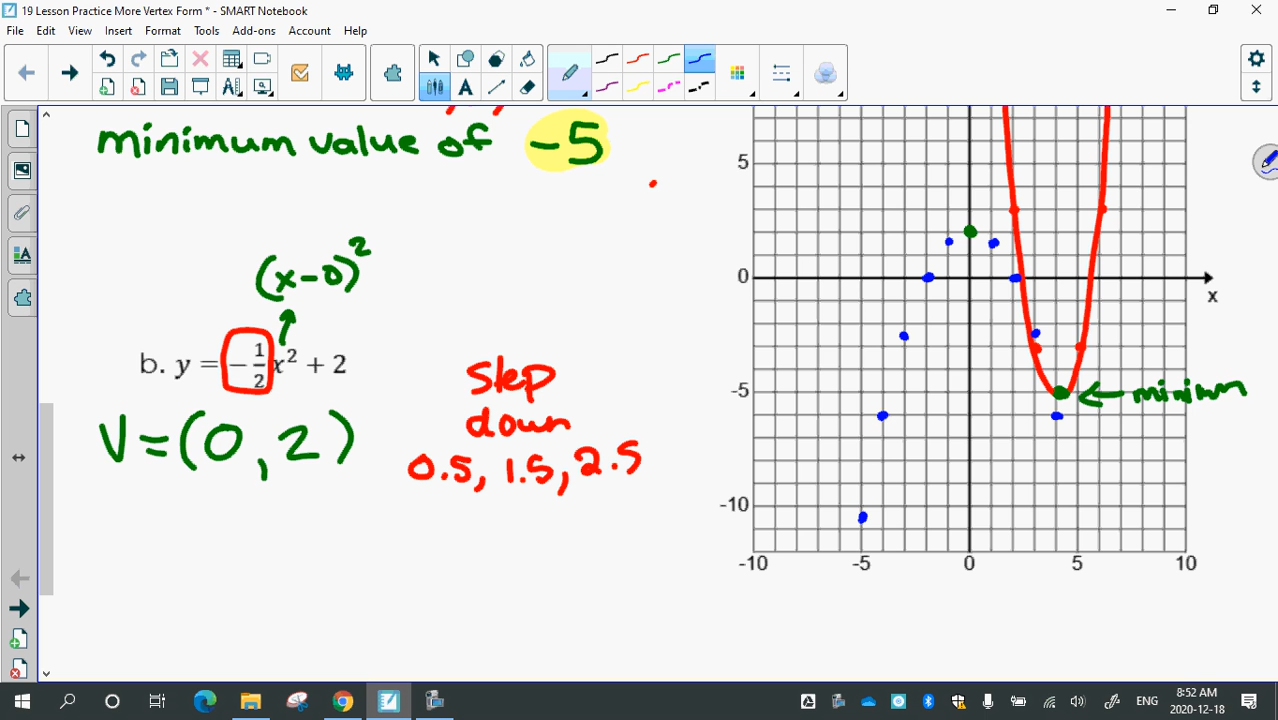 19 Lesson Practice More Vertex Form * - SMART Notebook
File Edit View Insert Format Tools Add-ons Account Help
minimum value of -5
(x-0)²
b. y = -1/2 x² + 2
V = (0, 2)
step
down
0.5, 1.5, 2.5
5
0
x
-5
minimum
-10
-10 -5 0 5 10
ENG
8:52 AM
2020-12-18